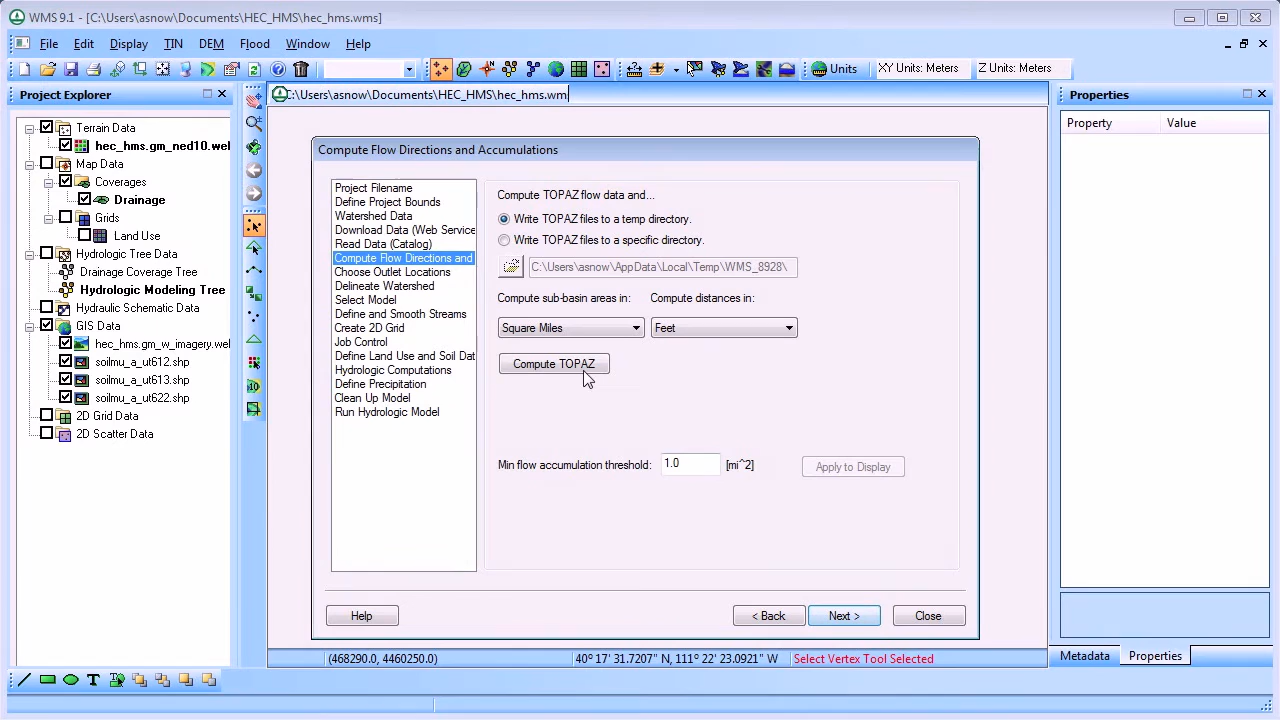 WMS 9.1 - [C:\Users\asnow\Documents\HEC_HMS\hec_hms.wms]
File Edit Display TIN DEM Flood Window Help
Units XY Units: Meters Z Units: Meters
Project Explorer
C:\Users\asnow\Documents\HEC_HMS\hec_hms.wm
Properties
Property Value
Terrain Data
hec_hms.gm_ned10.wel
Map Data
Coverages
Drainage
Grids
Land Use
Hydrologic Tree Data
Drainage Coverage Tree
Hydrologic Modeling Tree
Hydraulic Schematic Data
GIS Data
hec_hms.gm_w_imagery.wel
soilmu_a_ut612.shp
soilmu_a_ut613.shp
soilmu_a_ut622.shp
2D Grid Data
2D Scatter Data
Compute Flow Directions and Accumulations
Project Filename
Define Project Bounds
Watershed Data
Download Data (Web Service
Read Data (Catalog)
Compute Flow Directions and
Choose Outlet Locations
Delineate Watershed
Select Model
Define and Smooth Streams
Create 2D Grid
Job Control
Define Land Use and Soil Dat
Hydrologic Computations
Define Precipitation
Clean Up Model
Run Hydrologic Model
Compute TOPAZ flow data and...
Write TOPAZ files to a temp directory.
Write TOPAZ files to a specific directory.
C:\Users\asnow\AppData\Local\Temp\WMS_8928\
Compute sub-basin areas in: Compute distances in:
Square Miles Feet
Compute TOPAZ
Min flow accumulation threshold: 1.0 [mi^2] Apply to Display
Help < Back Next > Close
(468290.0, 4460250.0) 40° 17' 31.7207" N, 111° 22' 23.0921" W Select Vertex Tool Selected
Metadata Properties
T